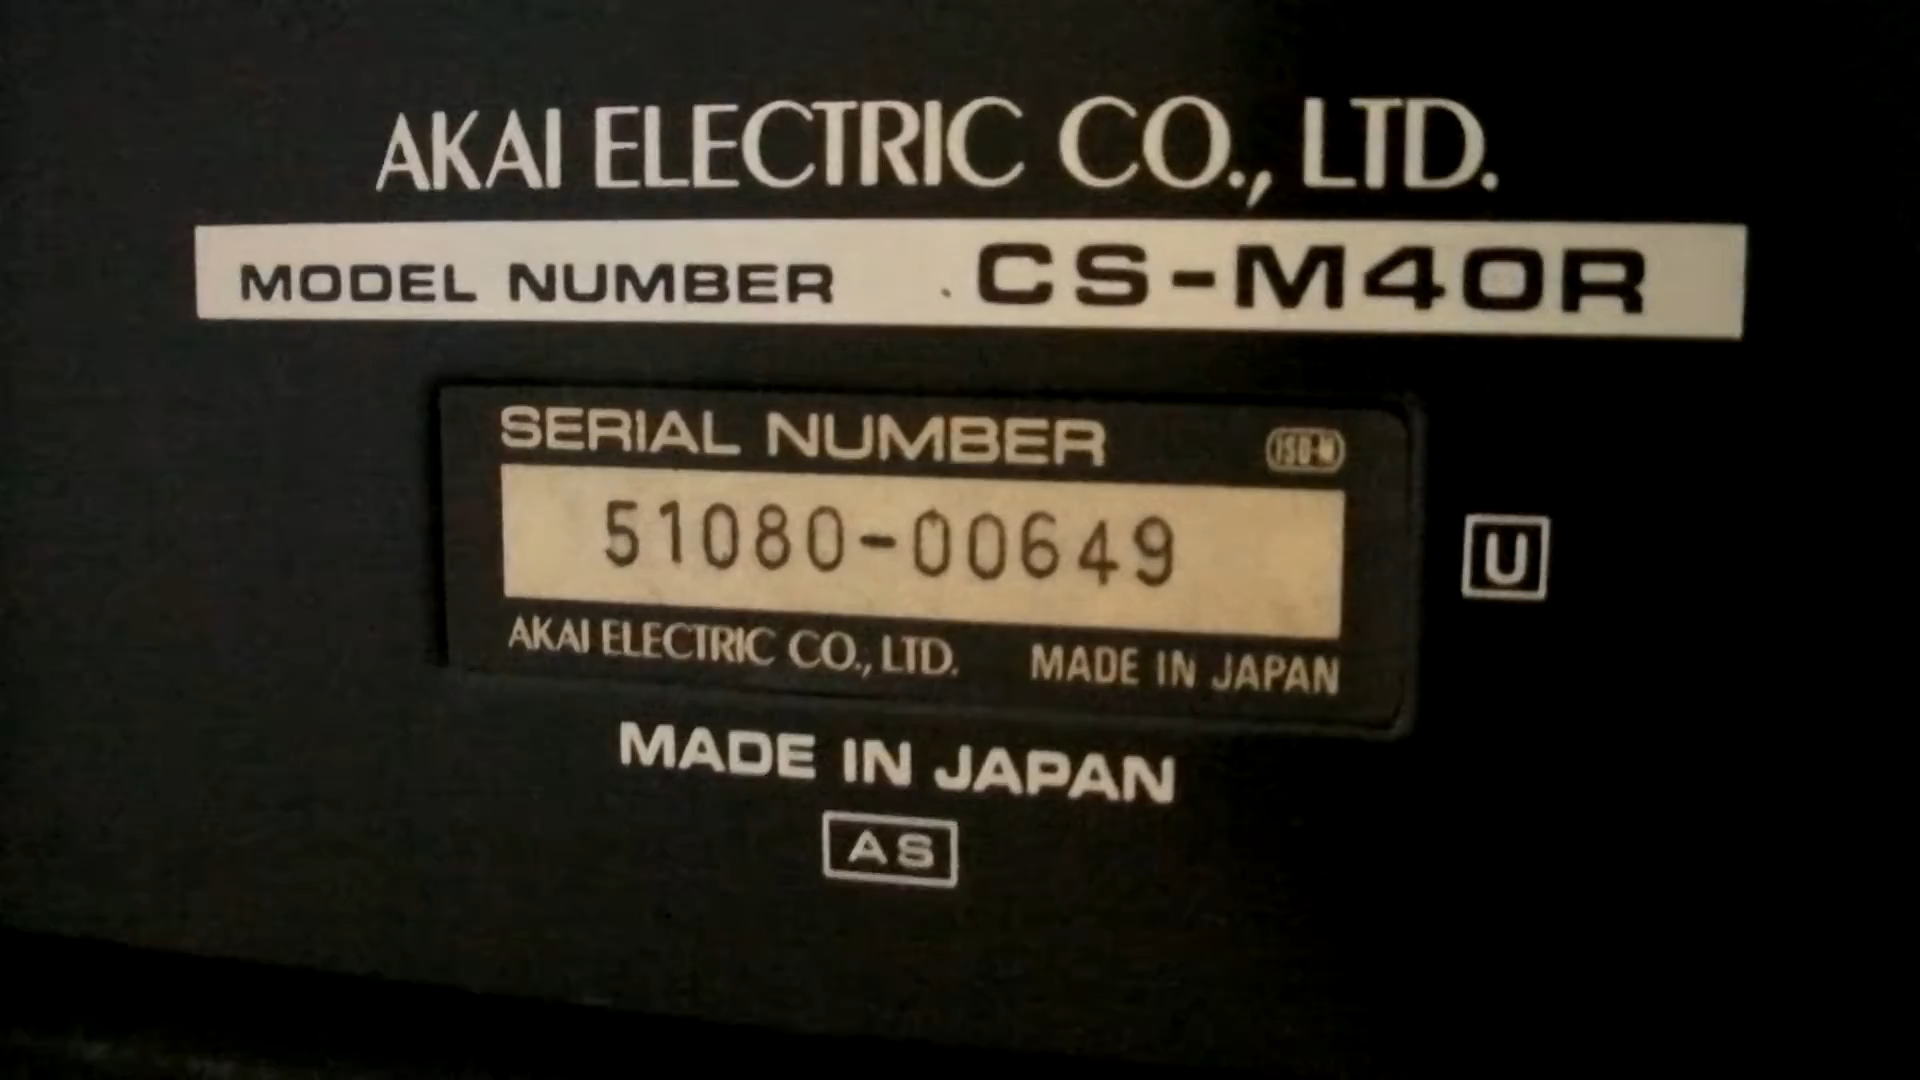 AKAI ELECTRIC CO., LTD.
MODEL NUMBER CS-M40R
SERIAL NUMBER ISO-M
51080-00649
U
AKAI ELECTRIC CO., LTD. MADE IN JAPAN
MADE IN JAPAN
AS